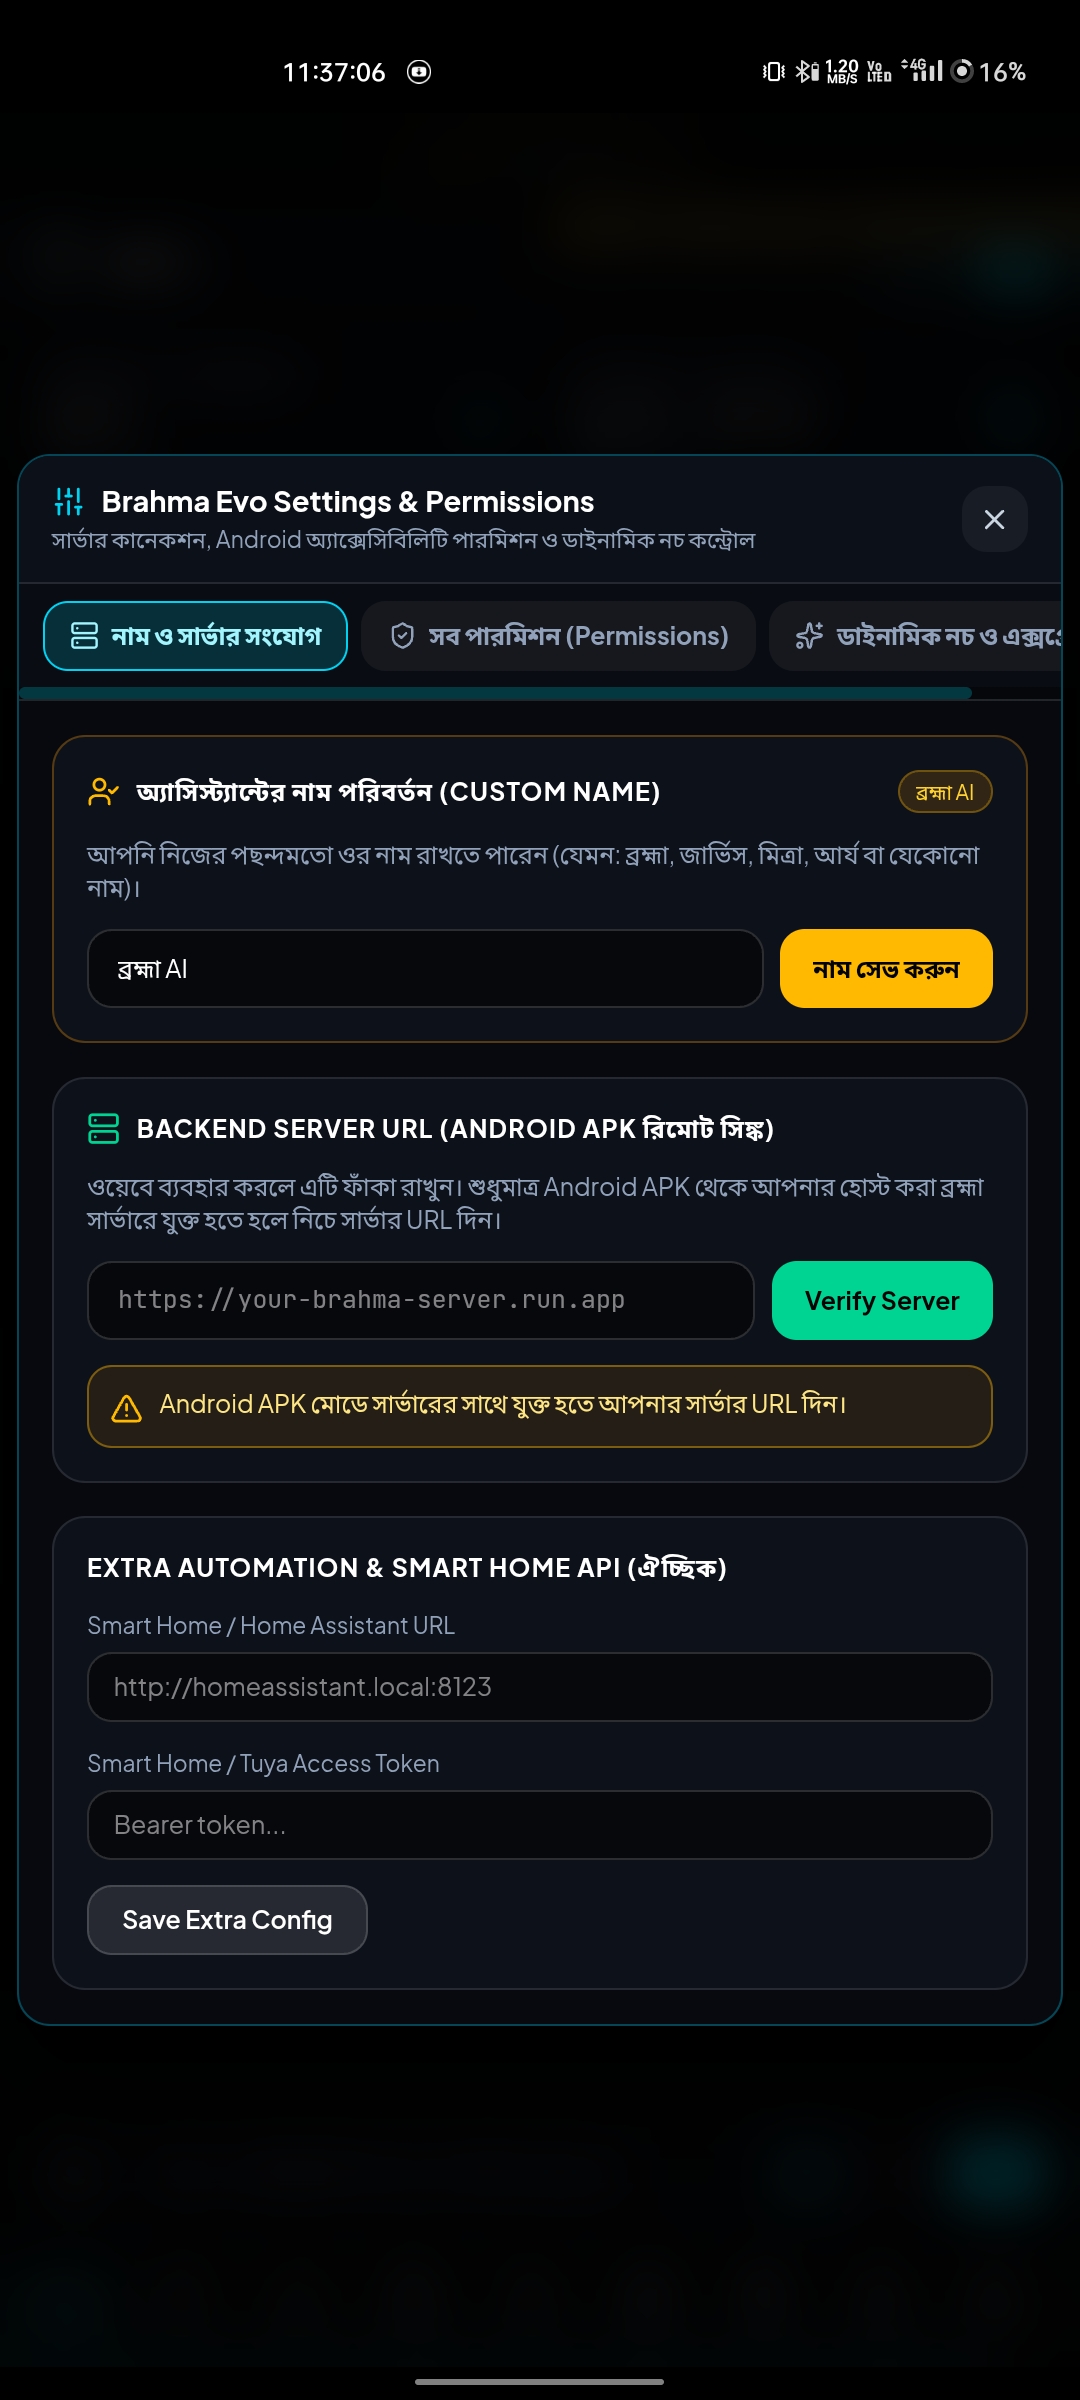 11:37:06 1.20 MB/S Vo LTE 4G 16%
Brahma Evo Settings & Permissions
সার্ভার কানেকশন, Android অ্যাক্সেসিবিলিটি পারমিশন ও ডাইনামিক নচ কন্ট্রোল
নাম ও সার্ভার সংযোগ সব পারমিশন (Permissions) ডাইনামিক নচ ও
অ্যাসিস্ট্যান্টের নাম পরিবর্তন (CUSTOM NAME) ব্রহ্মা AI
আপনি নিজের পছন্দমতো ওর নাম রাখতে পারেন (যেমন: ব্রহ্মা, জার্ভিস, মিত্রা, আর্য বা যেকোনো
নাম)।
ব্রহ্মা AI নাম সেভ করুন
BACKEND SERVER URL (ANDROID APK রিমোট সিঙ্ক)
ওয়েবে ব্যবহার করলে এটি ফাঁকা রাখুন। শুধুমাত্র Android APK থেকে আপনার হোস্ট করা ব্রহ্মা
সার্ভারে যুক্ত হতে হলে নিচে সার্ভার URL দিন।
https://your-brahma-server.run.app Verify Server
Android APK মোডে সার্ভারের সাথে যুক্ত হতে আপনার সার্ভার URL দিন।
EXTRA AUTOMATION & SMART HOME API (ঐচ্ছিক)
Smart Home / Home Assistant URL
http://homeassistant.local:8123
Smart Home / Tuya Access Token
Bearer token...
Save Extra Config